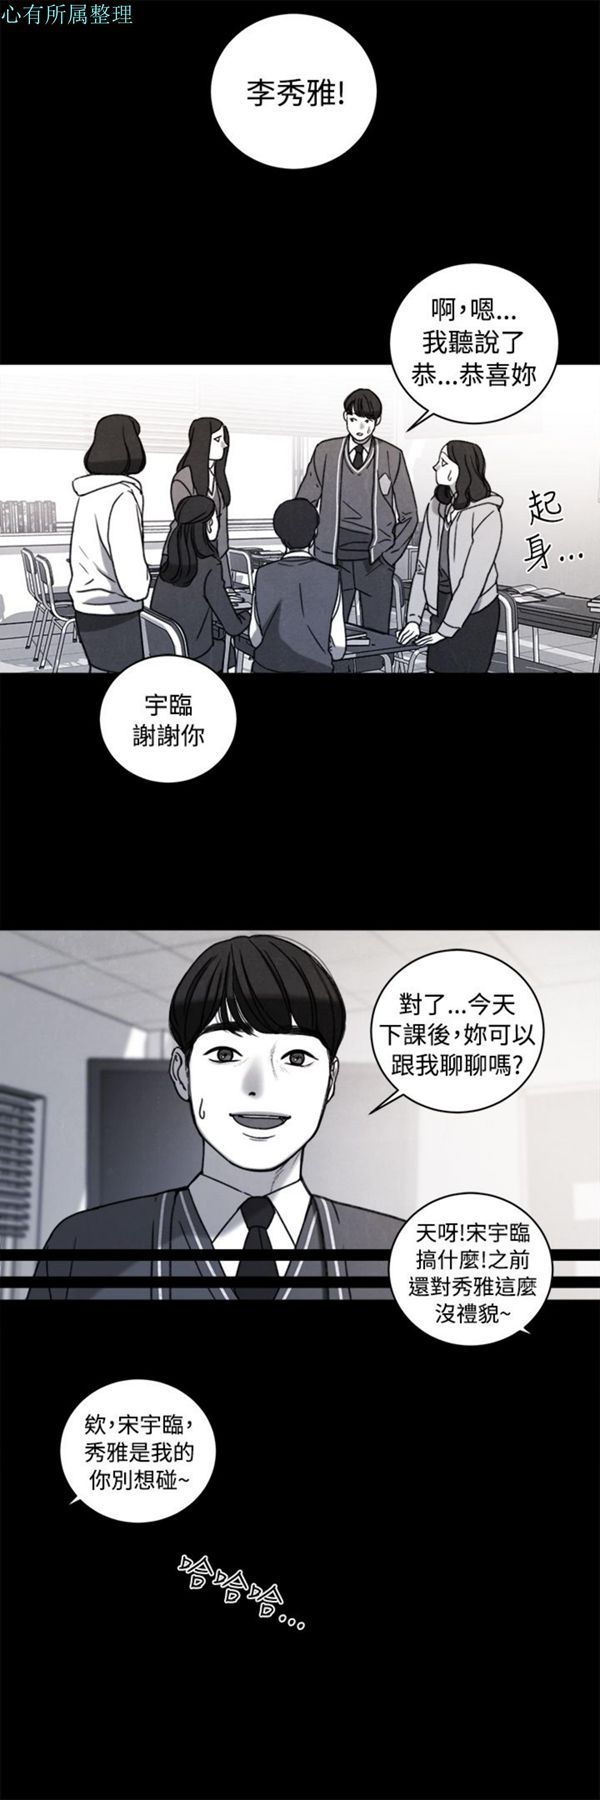 心有所属整理
李秀雅!
啊,嗯...
我聽說了
恭...恭喜妳
起
身...
宇臨
謝謝你
對了...今天
下課後,妳可以
跟我聊聊嗎?
天呀!宋宇臨
搞什麼!之前
還對秀雅這麼
沒禮貌~
欸,宋宇臨,
秀雅是我的
你別想碰~
哈哈哈...